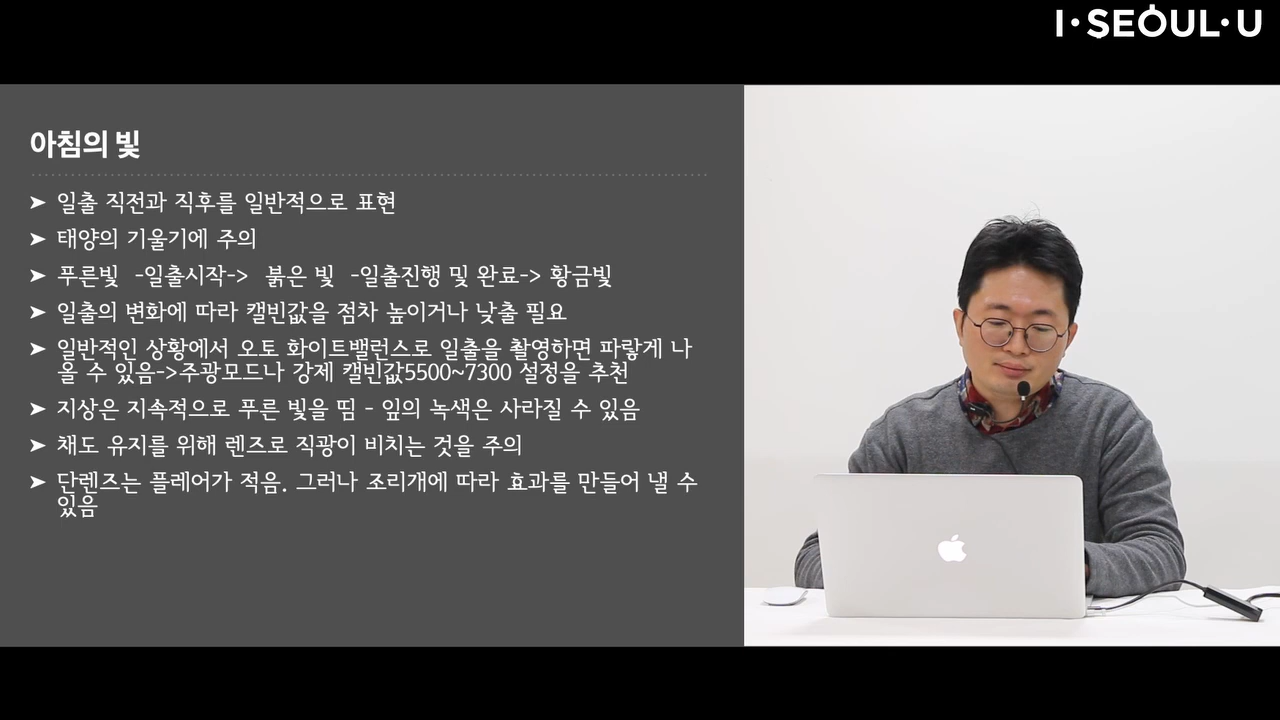 I·SEOUL·U
아침의 빛
➤ 일출 직전과 직후를 일반적으로 표현
➤ 태양의 기울기에 주의
➤ 푸른빛 -일출시작-> 붉은 빛 -일출진행 및 완료-> 황금빛
➤ 일출의 변화에 따라 캘빈값을 점차 높이거나 낮출 필요
➤ 일반적인 상황에서 오토 화이트밸런스로 일출을 촬영하면 파랗게 나
올 수 있음->주광모드나 강제 캘빈값5500~7300 설정을 추천
➤ 지상은 지속적으로 푸른 빛을 띰 - 잎의 녹색은 사라질 수 있음
➤ 채도 유지를 위해 렌즈로 직광이 비치는 것을 주의
➤ 단렌즈는 플레어가 적음. 그러나 조리개에 따라 효과를 만들어 낼 수
있음